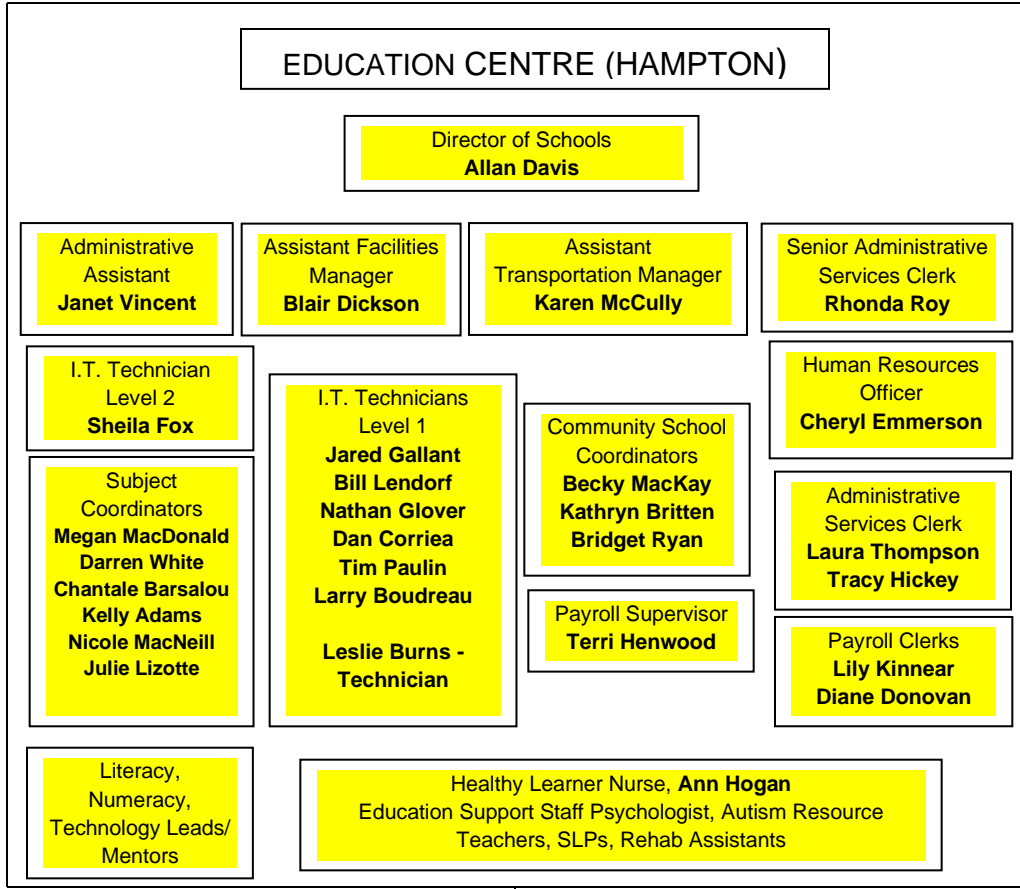 EDUCATION CENTRE (HAMPTON)
Director of Schools
Allan Davis
Administrative
Assistant
Janet Vincent
Assistant Facilities
Manager
Blair Dickson
Assistant
Transportation Manager
Karen McCully
Senior Administrative
Services Clerk
Rhonda Roy
I.T. Technician
Level 2
Sheila Fox
I.T. Technicians
Level 1
Jared Gallant
Bill Lendorf
Nathan Glover
Dan Corriea
Tim Paulin
Larry Boudreau
Leslie Burns -
Technician
Community School
Coordinators
Becky MacKay
Kathryn Britten
Bridget Ryan
Human Resources
Officer
Cheryl Emmerson
Subject
Coordinators
Megan MacDonald
Darren White
Chantale Barsalou
Kelly Adams
Nicole MacNeill
Julie Lizotte
Administrative
Services Clerk
Laura Thompson
Tracy Hickey
Payroll Supervisor
Terri Henwood
Payroll Clerks
Lily Kinnear
Diane Donovan
Literacy,
Numeracy,
Technology Leads/
Mentors
Healthy Learner Nurse, Ann Hogan
Education Support Staff Psychologist, Autism Resource
Teachers, SLPs, Rehab Assistants